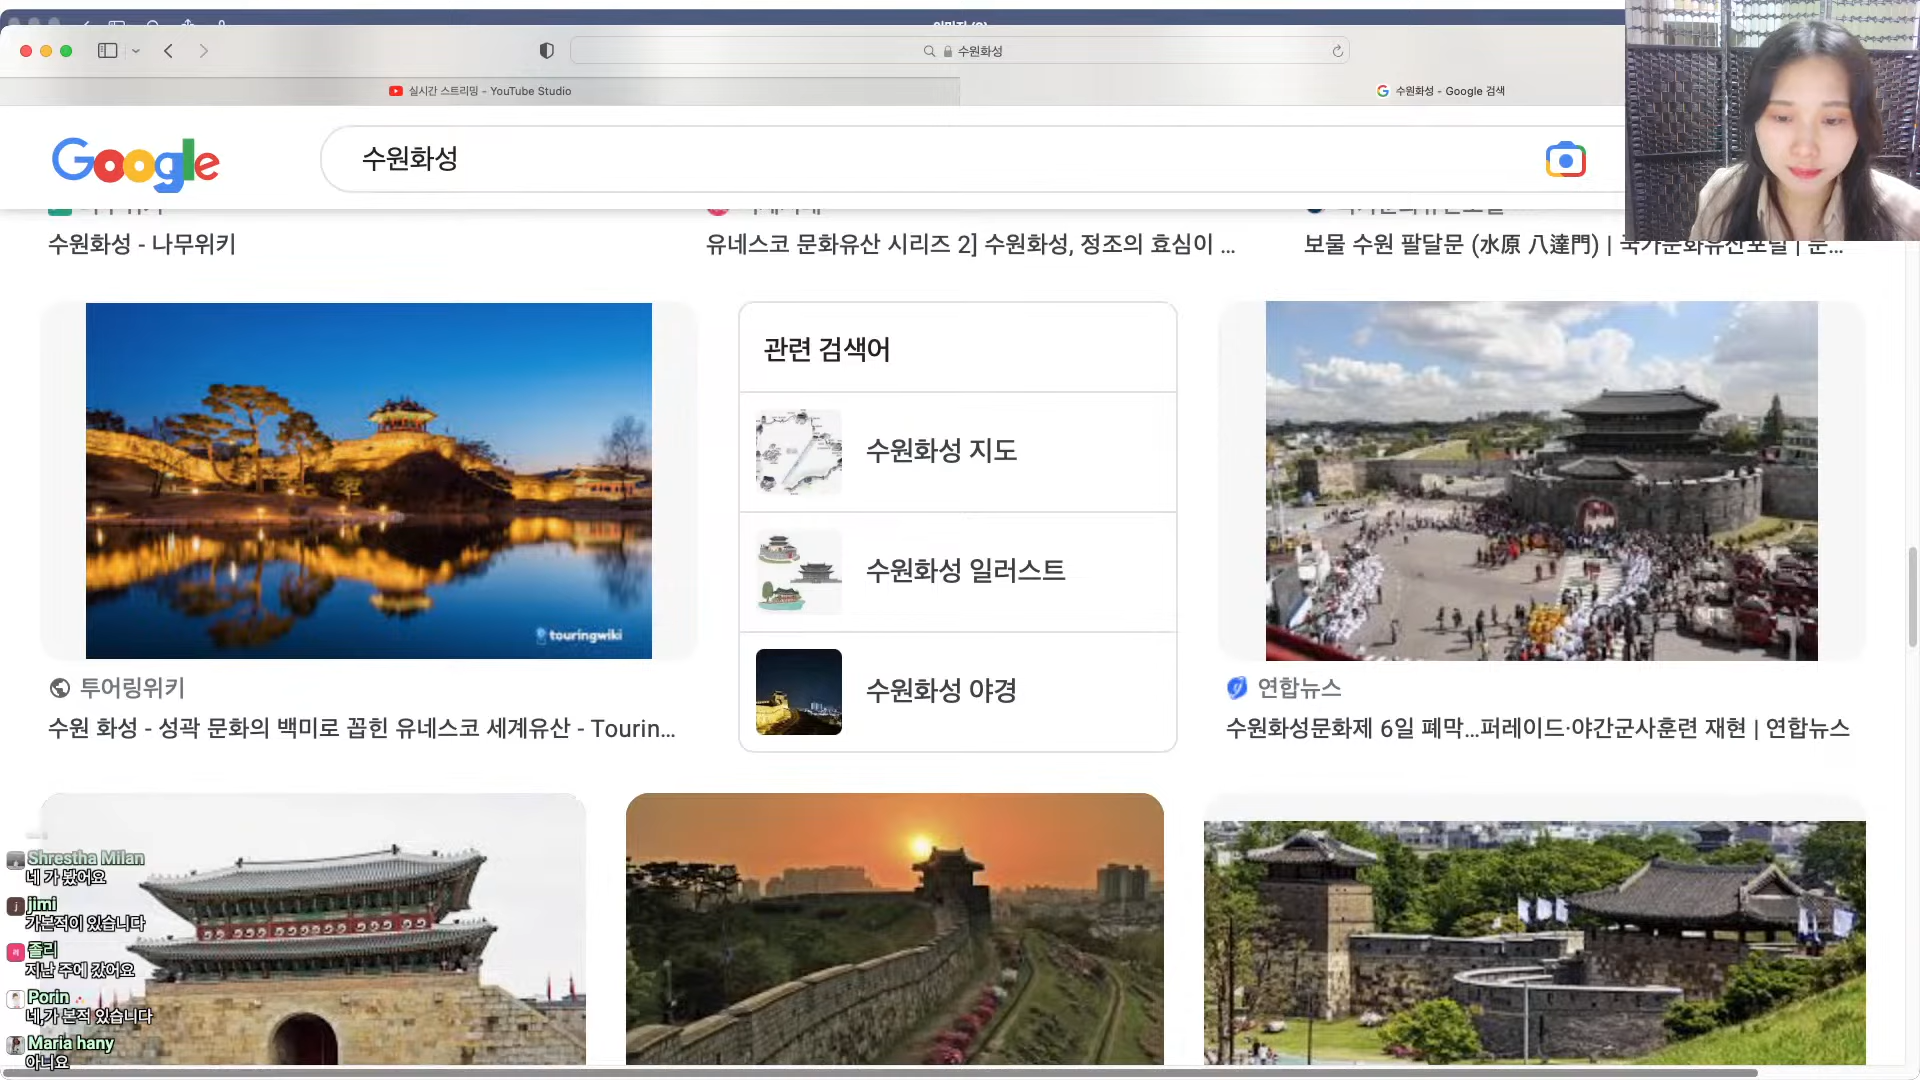 수원화성
실시간 스트리밍 - YouTube Studio
수원화성 - Google 검색
Google
수원화성
수원화성 - 나무위키
유네스코 문화유산 시리즈 2] 수원화성, 정조의 효심이 ...
보물 수원 팔달문 (水原 八達門) | 국가문화유산포털 | 문...
관련 검색어
수원화성 지도
수원화성 일러스트
수원화성 야경
touringwiki
투어링위키
수원 화성 - 성곽 문화의 백미로 꼽힌 유네스코 세계유산 - Tourin...
연합뉴스
수원화성문화제 6일 폐막...퍼레이드·야간군사훈련 재현 | 연합뉴스
Shrestha Milan
네 가 봤어요
jimi
가본적이 있습니다
졸리
지난 주에 갔어요
Porin
네,가 본적 있습니다
Maria hany
아니요